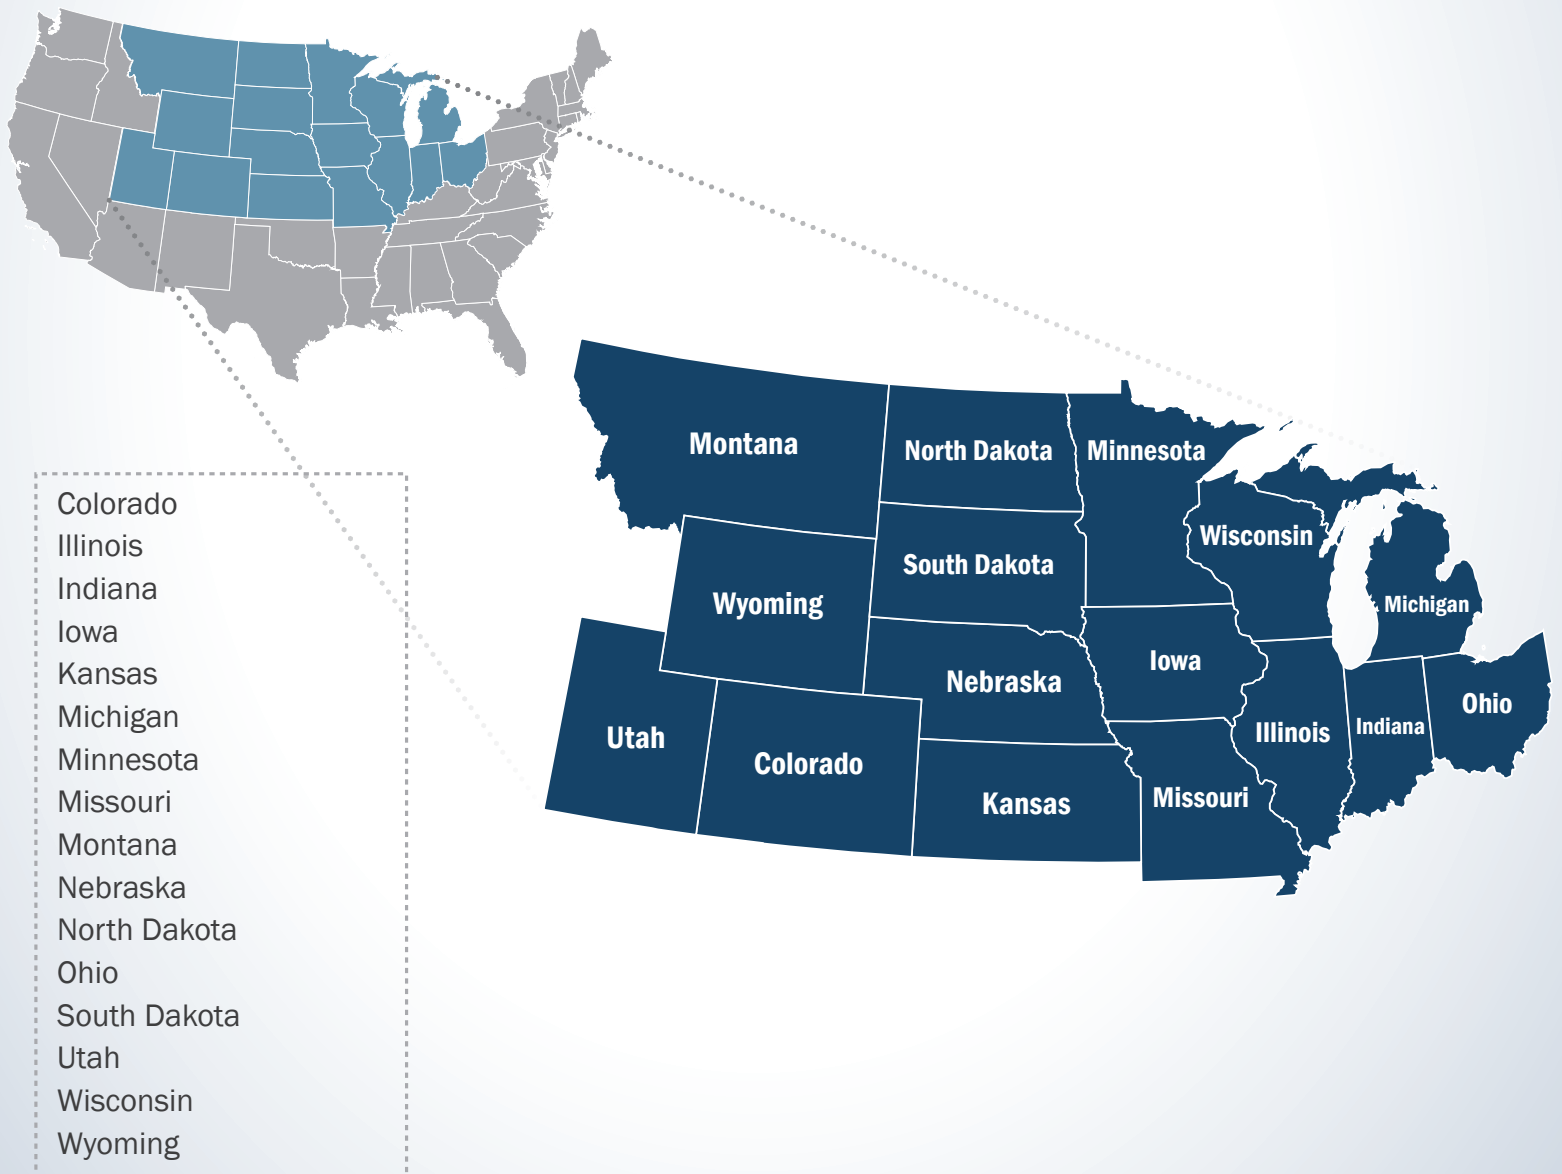 Montana
North Dakota
Minnesota
Wisconsin
South Dakota
Wyoming
Michigan
Iowa
Nebraska
Ohio
Utah
Illinois
Indiana
Colorado
Kansas
Missouri
Colorado
Illinois
Indiana
Iowa
Kansas
Michigan
Minnesota
Missouri
Montana
Nebraska
North Dakota
Ohio
South Dakota
Utah
Wisconsin
Wyoming